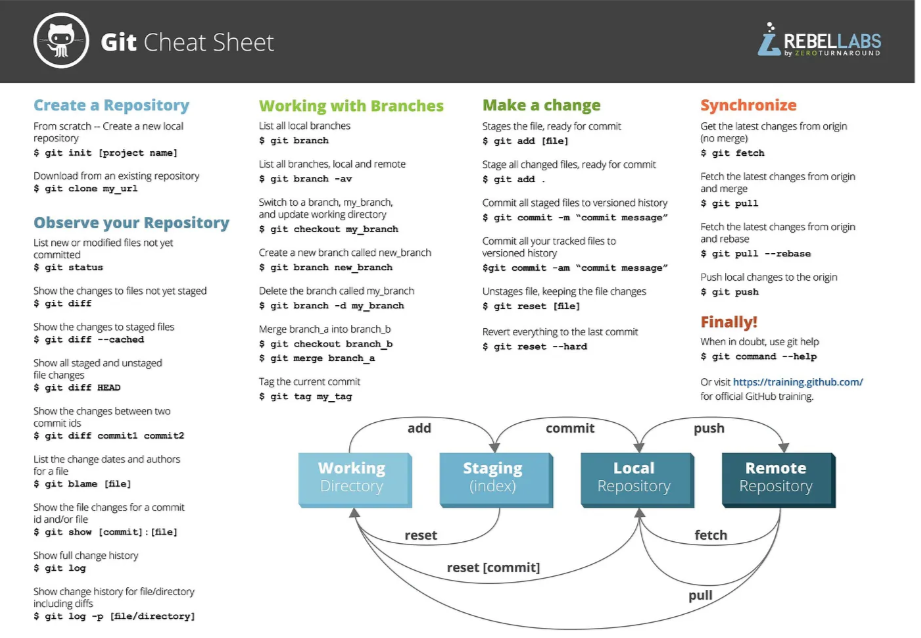 Git Cheat Sheet
REBELLABS
by ZEROTURNAROUND
Create a Repository
From scratch -- Create a new local
repository
$ git init [project name]
Download from an existing repository
$ git clone my_url
Observe your Repository
List new or modified files not yet
committed
$ git status
Show the changes to files not yet staged
$ git diff
Show the changes to staged files
$ git diff --cached
Show all staged and unstaged
file changes
$ git diff HEAD
Show the changes between two
commit ids
$ git diff commit1 commit2
List the change dates and authors
for a file
$ git blame [file]
Show the file changes for a commit
id and/or file
$ git show [commit]:[file]
Show full change history
$ git log
Show change history for file/directory
including diffs
$ git log -p [file/directory]
Working with Branches
List all local branches
$ git branch
List all branches, local and remote
$ git branch -av
Switch to a branch, my_branch,
and update working directory
$ git checkout my_branch
Create a new branch called new_branch
$ git branch new_branch
Delete the branch called my_branch
$ git branch -d my_branch
Merge branch_a into branch_b
$ git checkout branch_b
$ git merge branch_a
Tag the current commit
$ git tag my_tag
Make a change
Stages the file, ready for commit
$ git add [file]
Stage all changed files, ready for commit
$ git add .
Commit all staged files to versioned history
$ git commit -m “commit message”
Commit all your tracked files to
versioned history
$git commit -am “commit message”
Unstages file, keeping the file changes
$ git reset [file]
Revert everything to the last commit
$ git reset --hard
Synchronize
Get the latest changes from origin
(no merge)
$ git fetch
Fetch the latest changes from origin
and merge
$ git pull
Fetch the latest changes from origin
and rebase
$ git pull --rebase
Push local changes to the origin
$ git push
Finally!
When in doubt, use git help
$ git command --help
Or visit https://training.github.com/
for official GitHub training.
add
commit
push
Working
Directory
Staging
(index)
Local
Repository
Remote
Repository
reset
fetch
reset [commit]
pull